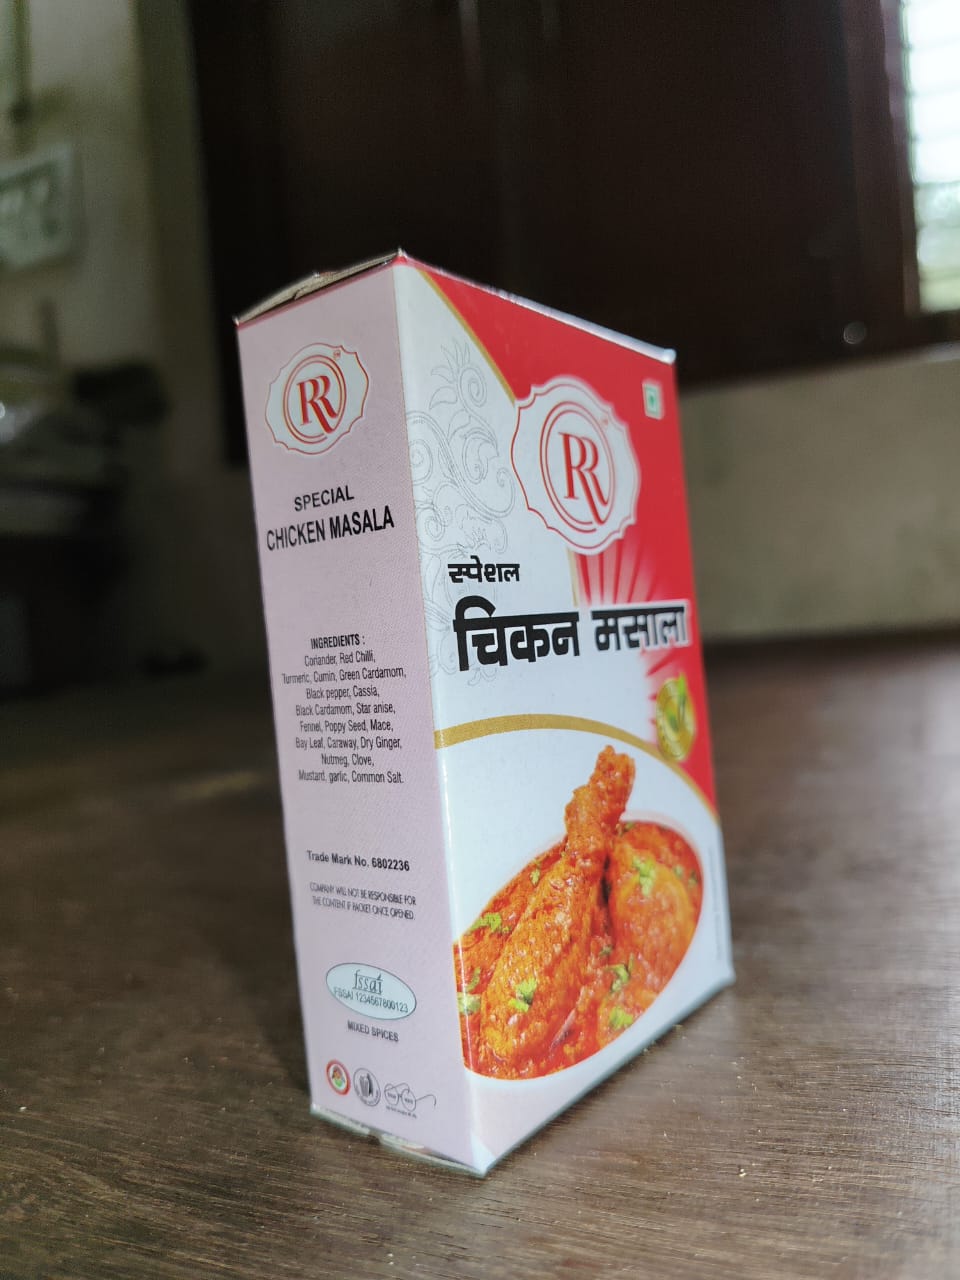 RR
SPECIAL
CHICKEN MASALA
INGREDIENTS :
Coriander, Red Chilli,
Turmeric, Cumin, Green Cardamom,
Black pepper, Cassia,
Black Cardamom, Star anise,
Fennel, Poppy Seed, Mace,
Bay Leaf, Caraway, Dry Ginger,
Nutmeg, Clove,
Mustard, garlic, Common Salt.
Trade Mark No. 6802236
COMPANY WILL NOT BE RESPONSIBLE FOR
THE CONTENT IF PACKET ONCE OPENED.
fssai
FSSAI 1234567800123
MIXED SPICES
RR
स्पेशल
चिकन मसाला